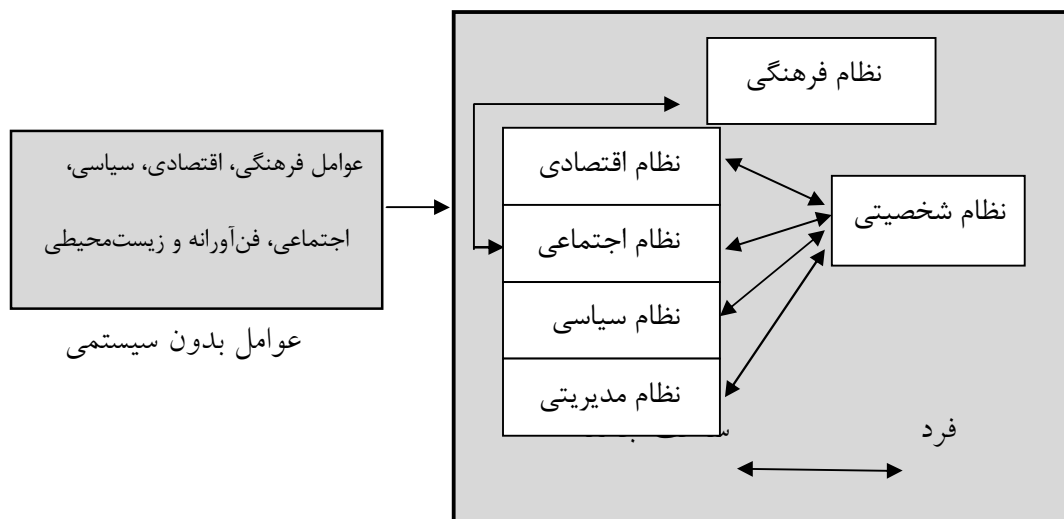 نظام فرهنگی
عوامل فرهنگی، اقتصادی، سیاسی،
اجتماعی، فن‌آورانه و زیست‌محیطی
عوامل بدون سیستمی
نظام اقتصادی
نظام اجتماعی
نظام سیاسی
نظام مدیریتی
نظام شخصیتی
فرد